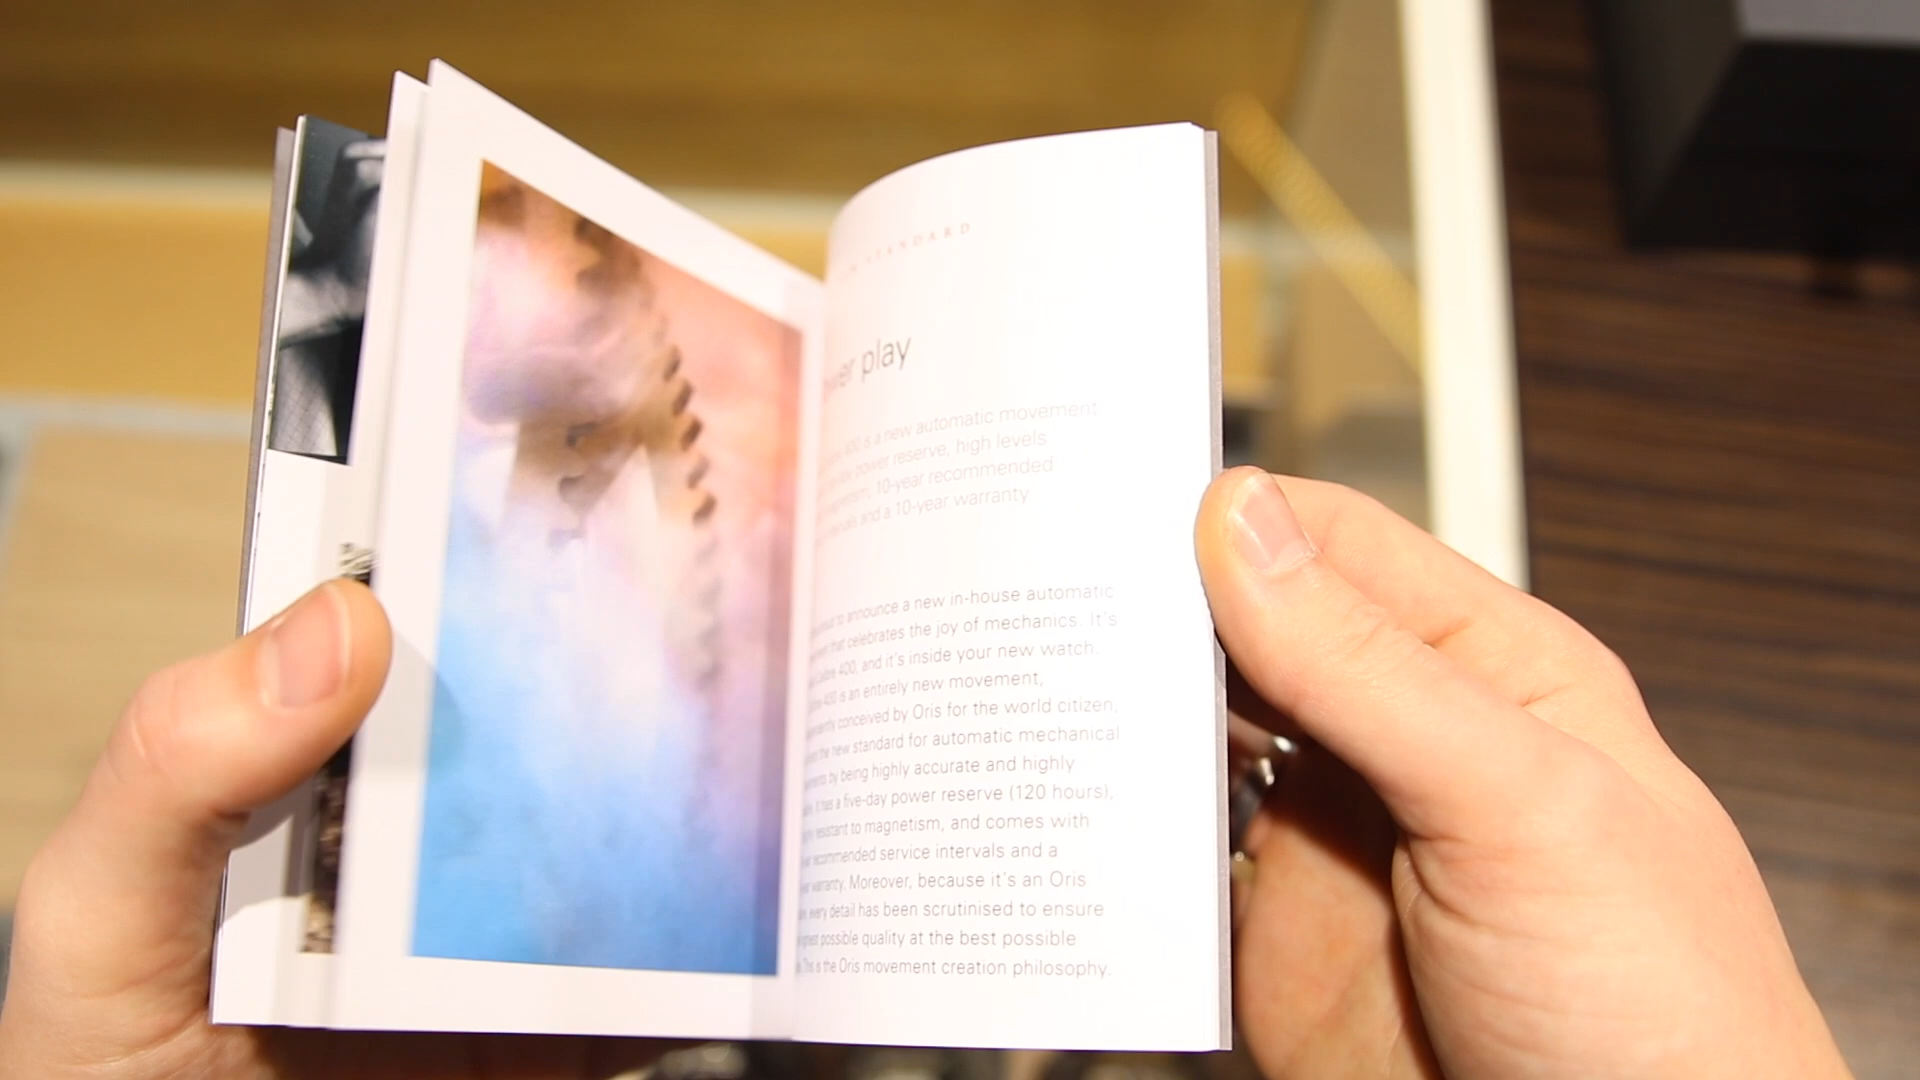 STANDARD
play
is a new automatic movement
power reserve, high levels
10-year recommended
and a 10-year warranty
to announce a new in-house automatic
that celebrates the joy of mechanics. It's
Calibre 400, and it's inside your new watch.
400 is an entirely new movement,
conceived by Oris for the world citizen.
the new standard for automatic mechanical
by being highly accurate and highly
It has a five-day power reserve (120 hours),
resistant to magnetism, and comes with
recommended service intervals and a
warranty. Moreover, because it's an Oris
every detail has been scrutinised to ensure
possible quality at the best possible
This is the Oris movement creation philosophy.